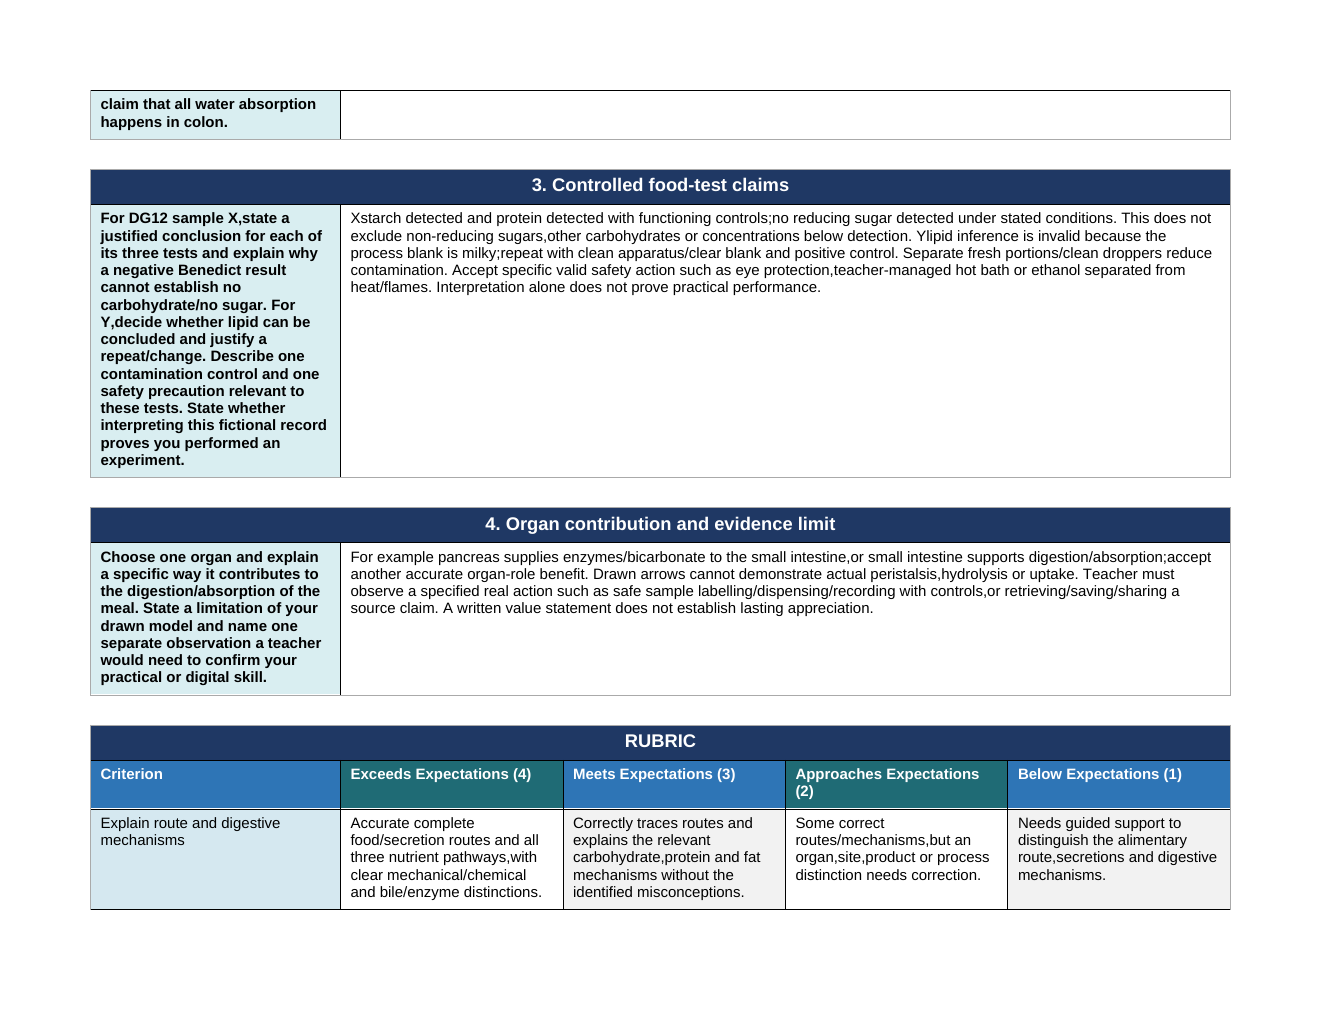 claim that all water absorption
happens in colon.
3. Controlled food-test claims
For DG12 sample X,state a
justified conclusion for each of
its three tests and explain why
a negative Benedict result
cannot establish no
carbohydrate/no sugar. For
Y,decide whether lipid can be
concluded and justify a
repeat/change. Describe one
contamination control and one
safety precaution relevant to
these tests. State whether
interpreting this fictional record
proves you performed an
experiment.
Xstarch detected and protein detected with functioning controls;no reducing sugar detected under stated conditions. This does not
exclude non-reducing sugars,other carbohydrates or concentrations below detection. Ylipid inference is invalid because the
process blank is milky;repeat with clean apparatus/clear blank and positive control. Separate fresh portions/clean droppers reduce
contamination. Accept specific valid safety action such as eye protection,teacher-managed hot bath or ethanol separated from
heat/flames. Interpretation alone does not prove practical performance.
4. Organ contribution and evidence limit
Choose one organ and explain
a specific way it contributes to
the digestion/absorption of the
meal. State a limitation of your
drawn model and name one
separate observation a teacher
would need to confirm your
practical or digital skill.
For example pancreas supplies enzymes/bicarbonate to the small intestine,or small intestine supports digestion/absorption;accept
another accurate organ-role benefit. Drawn arrows cannot demonstrate actual peristalsis,hydrolysis or uptake. Teacher must
observe a specified real action such as safe sample labelling/dispensing/recording with controls,or retrieving/saving/sharing a
source claim. A written value statement does not establish lasting appreciation.
RUBRIC
Criterion
Exceeds Expectations (4)
Meets Expectations (3)
Approaches Expectations
(2)
Below Expectations (1)
Explain route and digestive
mechanisms
Accurate complete
food/secretion routes and all
three nutrient pathways,with
clear mechanical/chemical
and bile/enzyme distinctions.
Correctly traces routes and
explains the relevant
carbohydrate,protein and fat
mechanisms without the
identified misconceptions.
Some correct
routes/mechanisms,but an
organ,site,product or process
distinction needs correction.
Needs guided support to
distinguish the alimentary
route,secretions and digestive
mechanisms.